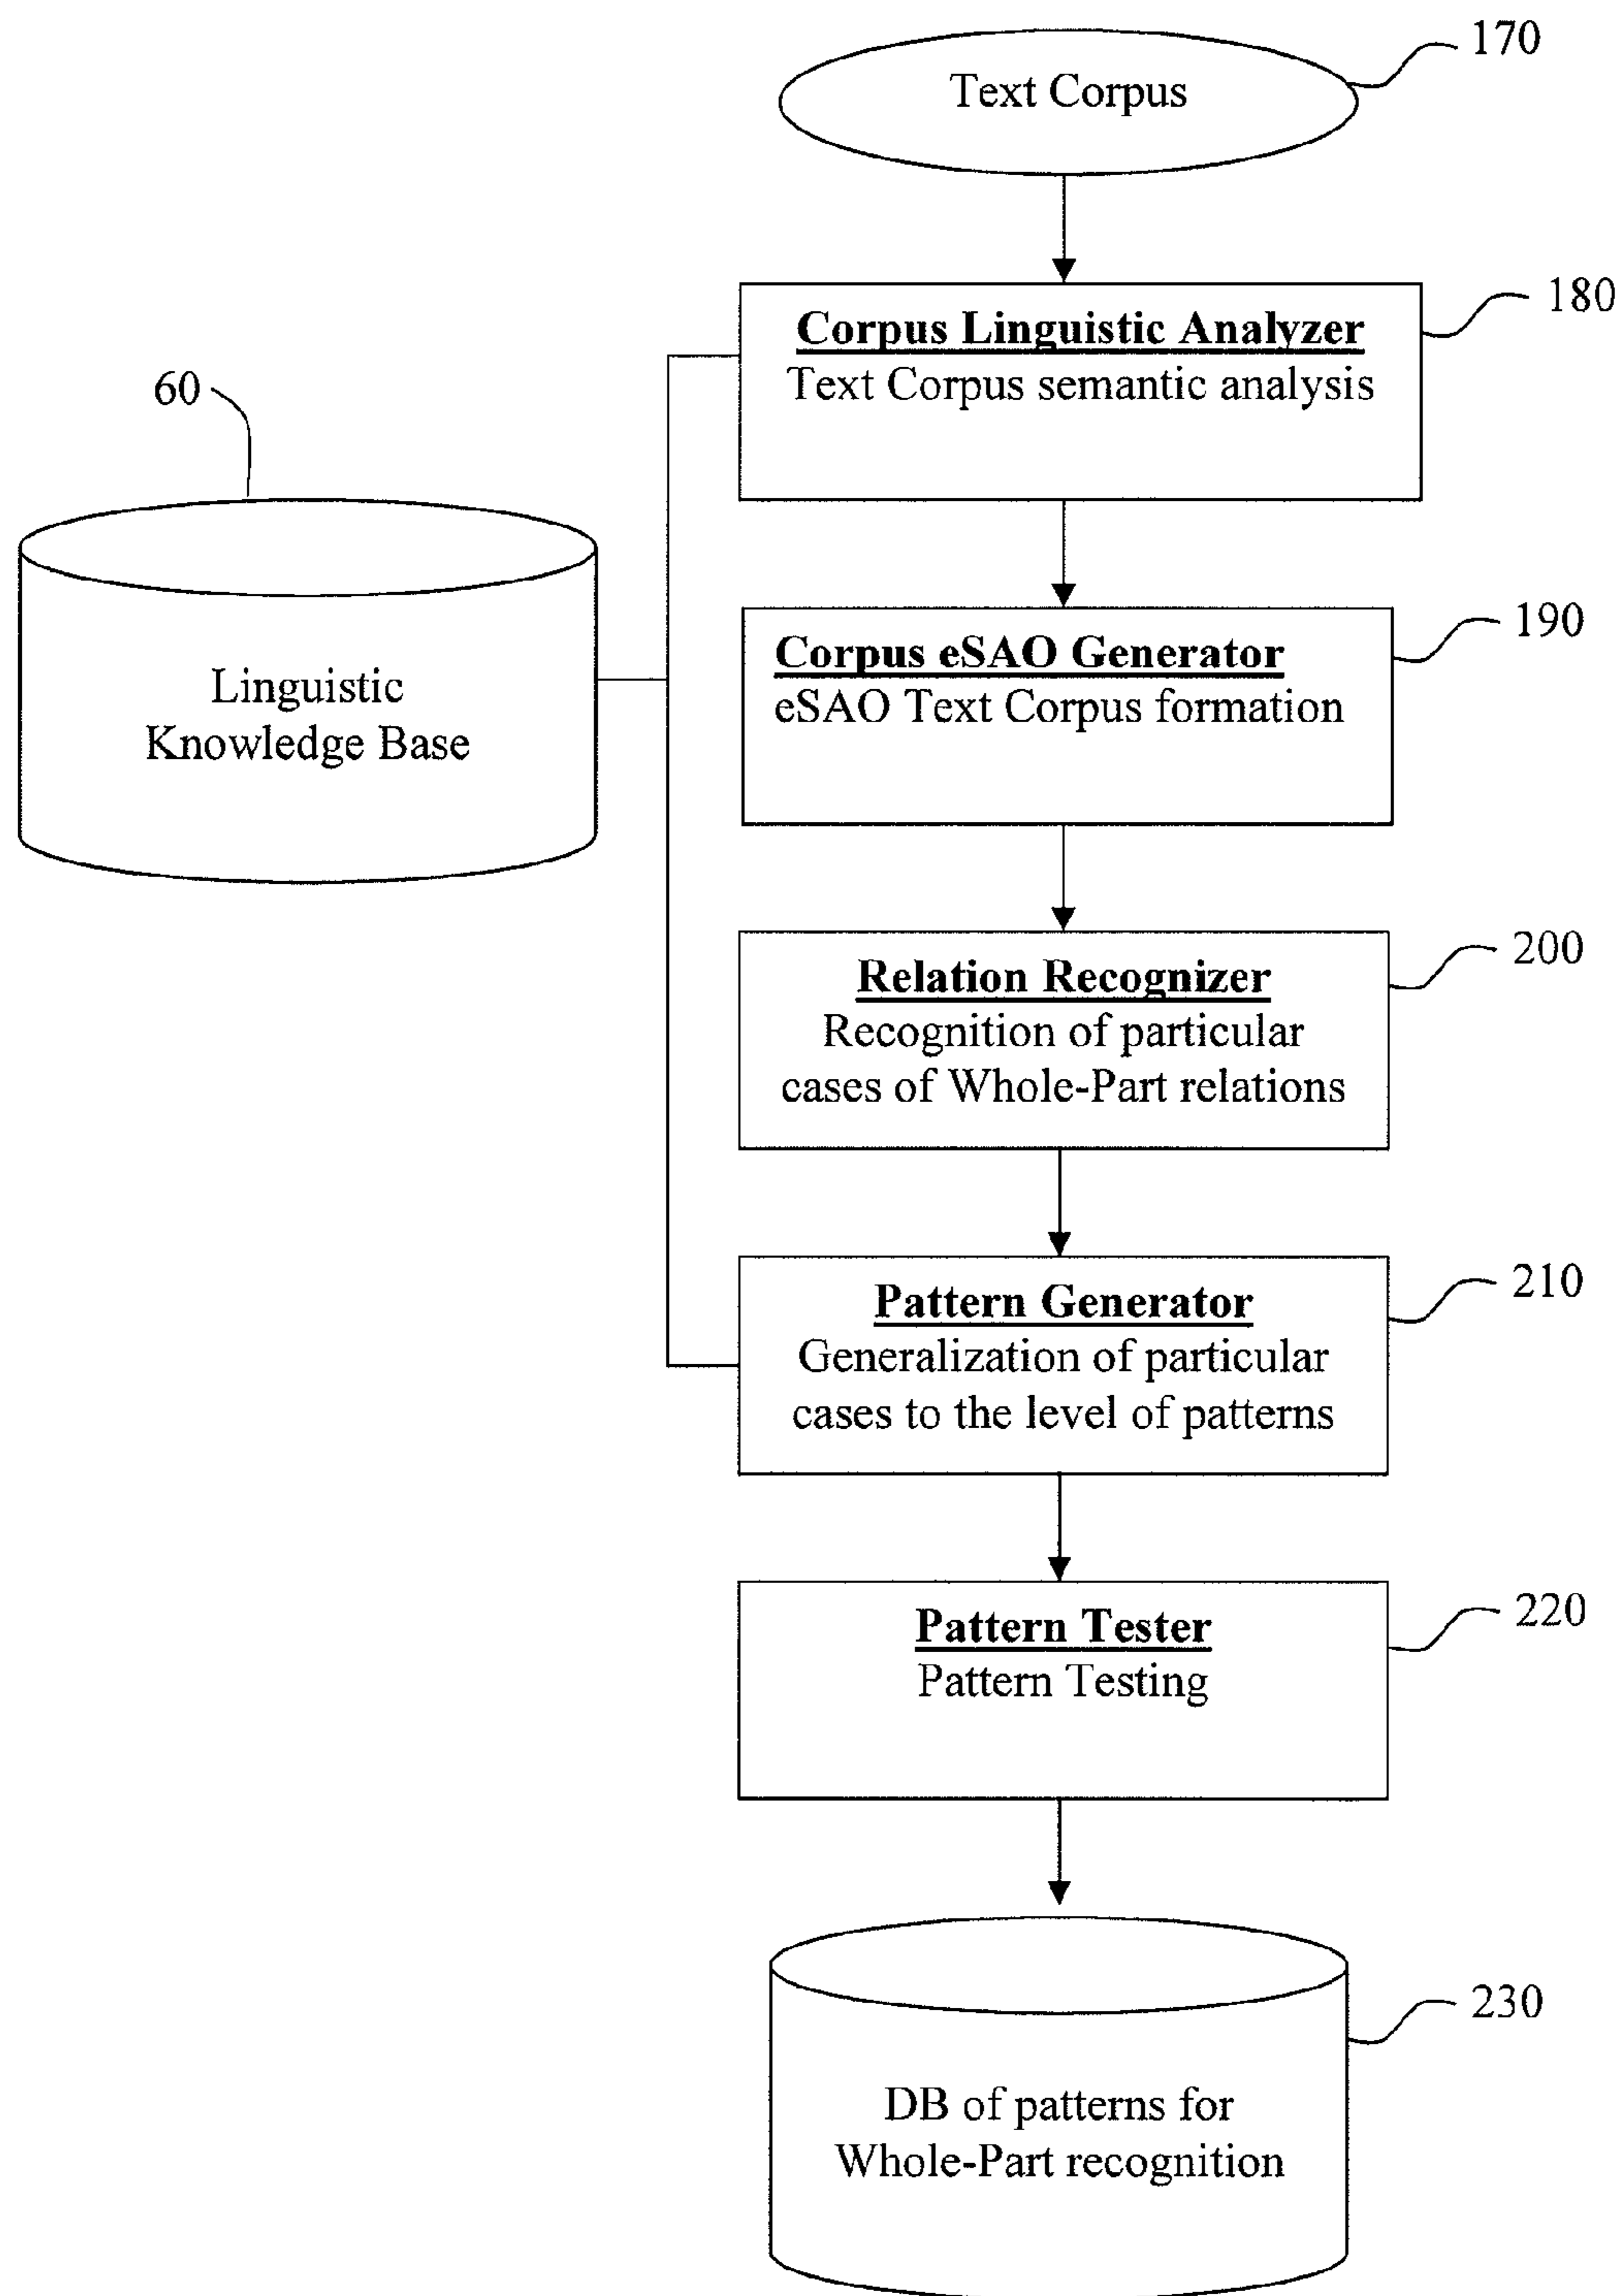 170
Text Corpus
180
Corpus Linguistic Analyzer
Text Corpus semantic analysis
60
Linguistic
Knowledge Base
190
Corpus eSAO Generator
eSAO Text Corpus formation
200
Relation Recognizer
Recognition of particular
cases of Whole-Part relations
210
Pattern Generator
Generalization of particular
cases to the level of patterns
220
Pattern Tester
Pattern Testing
230
DB of patterns for
Whole-Part recognition